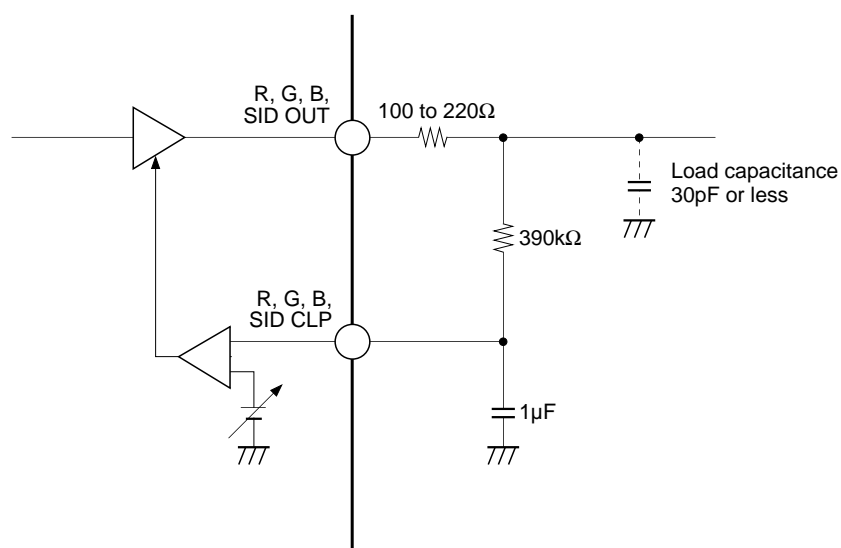 R, G, B,
SID OUT
100 to 220Ω
Load capacitance
30pF or less
390kΩ
R, G, B,
SID CLP
1µF